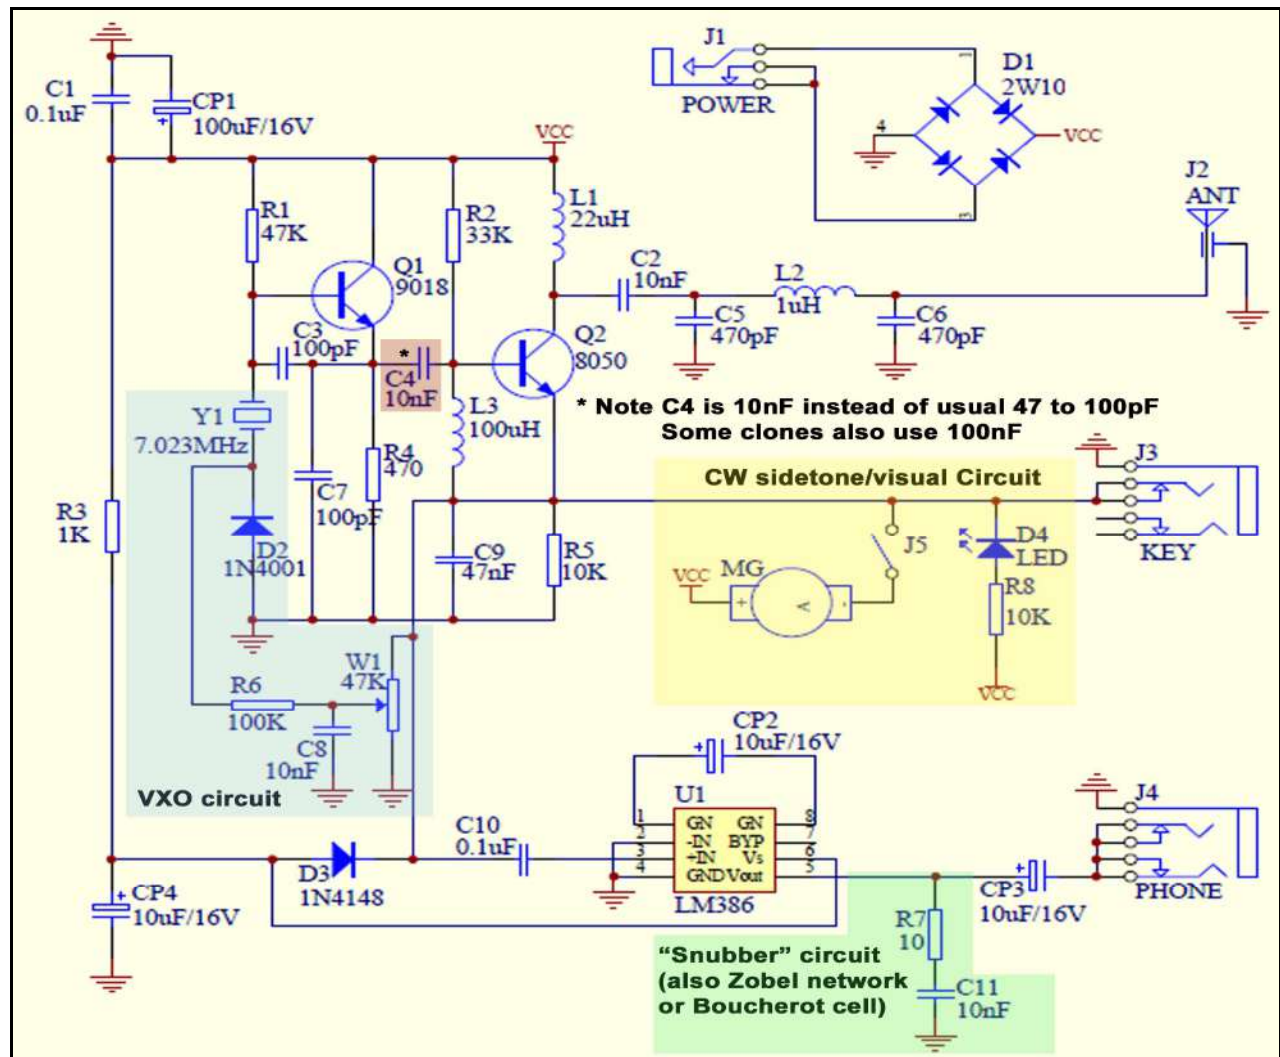 C1
0.1uF
CP1
+
100uF/16V
J1
POWER
D1
2W10
1
4
3
VCC
VCC
J2
ANT
R1
47K
R2
33K
L1
22uH
Q1
9018
C2
10nF
L2
1uH
C5
470pF
C6
470pF
C3
100pF
*
C4
10nF
Q2
8050
L3
100uH
* Note C4 is 10nF instead of usual 47 to 100pF
Some clones also use 100nF
Y1
7.023MHz
R4
470
C7
100pF
CW sidetone/visual Circuit
J3
KEY
R3
1K
D2
1N4001
C9
47nF
R5
10K
J5
D4
LED
VCC
MG
+
A
-
R8
10K
VCC
W1
47K
R6
100K
C8
10nF
VXO circuit
CP2
+
10uF/16V
U1
1 GN GN 8
2 -IN BYP 7
3 +IN Vs 6
4 GND Vout 5
LM386
C10
0.1uF
D3
1N4148
CP4
+
10uF/16V
J4
PHONE
+
CP3
10uF/16V
R7
10
C11
10nF
“Snubber” circuit
(also Zobel network
or Boucherot cell)